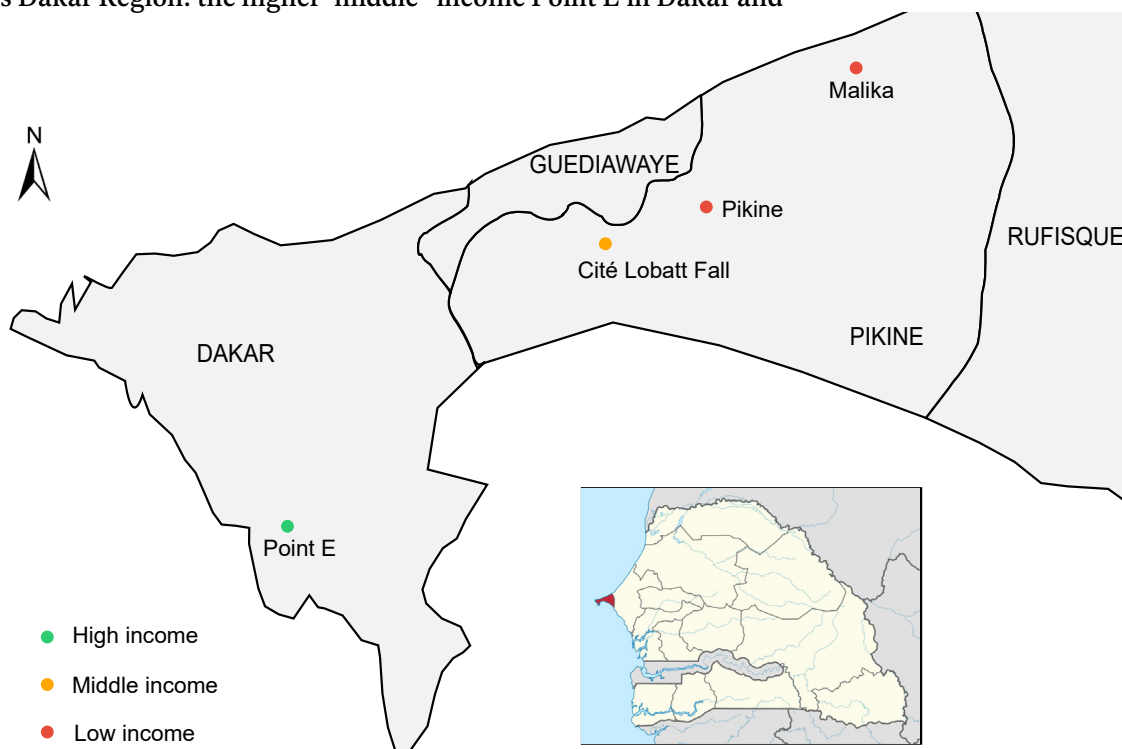 s Dakar Region: the higher-middle- income Point E in Dakar and
Malika
N
GUEDIAWAYE
Pikine
RUFISQUE
Cité Lobatt Fall
PIKINE
DAKAR
Point E
High income
Middle income
Low income